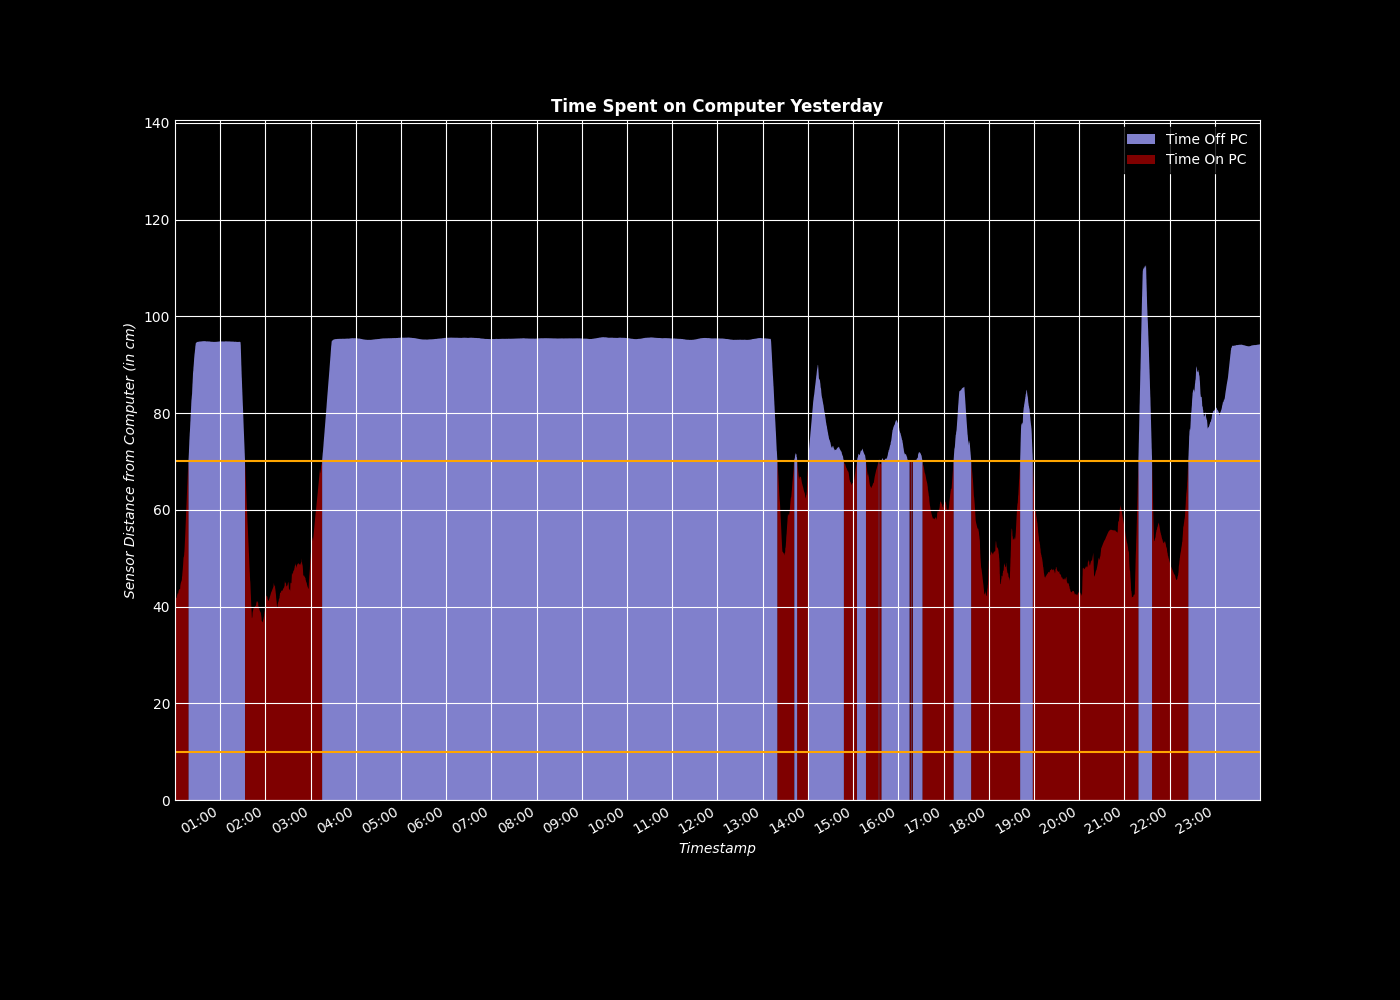 Time Spent on Computer Yesterday
Time Off PC
Time On PC
140
120
100
80
60
40
20
0
Sensor Distance from Computer (in cm)
01:00 02:00 03:00 04:00 05:00 06:00 07:00 08:00 09:00 10:00 11:00 12:00 13:00 14:00 15:00 16:00 17:00 18:00 19:00 20:00 21:00 22:00 23:00
Timestamp